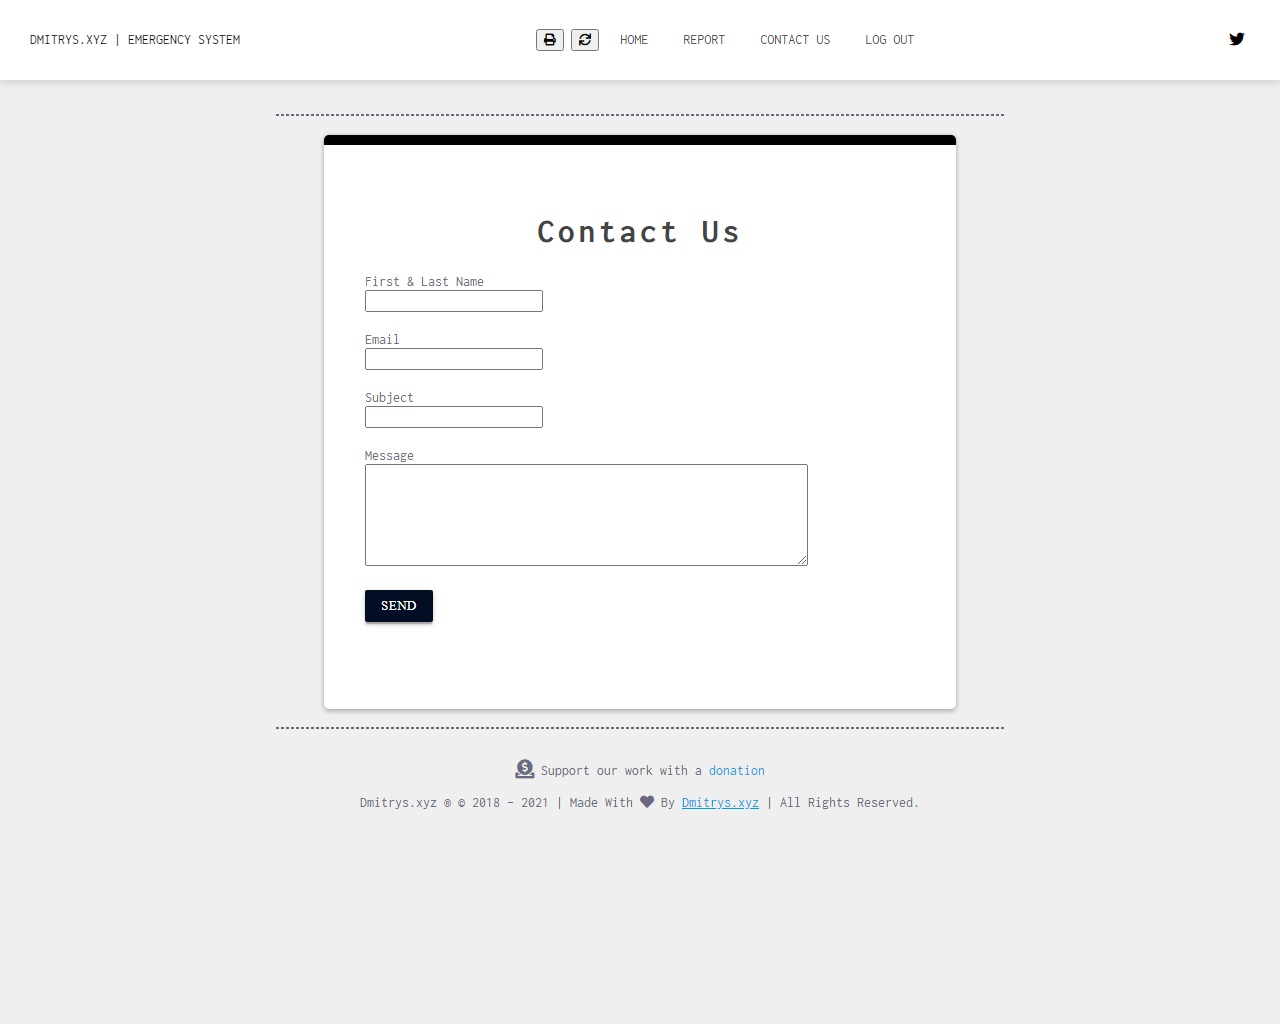 DMITRYS.XYZ | EMERGENCY SYSTEM
HOME REPORT CONTACT US LOG OUT
Contact Us
First & Last Name
Email
Subject
Message
SEND
Support our work with a donation
Dmitrys.xyz ® © 2018 - 2021 | Made With ♥ By Dmitrys.xyz | All Rights Reserved.